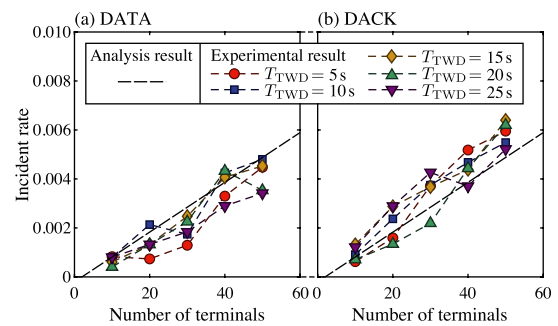 (a) DATA
(b) DACK
0.010
0.008
0.006
0.004
0.002
0
Incident rate
Analysis result
Experimental result
T_TWD = 5 s
T_TWD = 10 s
T_TWD = 15 s
T_TWD = 20 s
T_TWD = 25 s
0 20 40 60
0 20 40 60
Number of terminals
Number of terminals